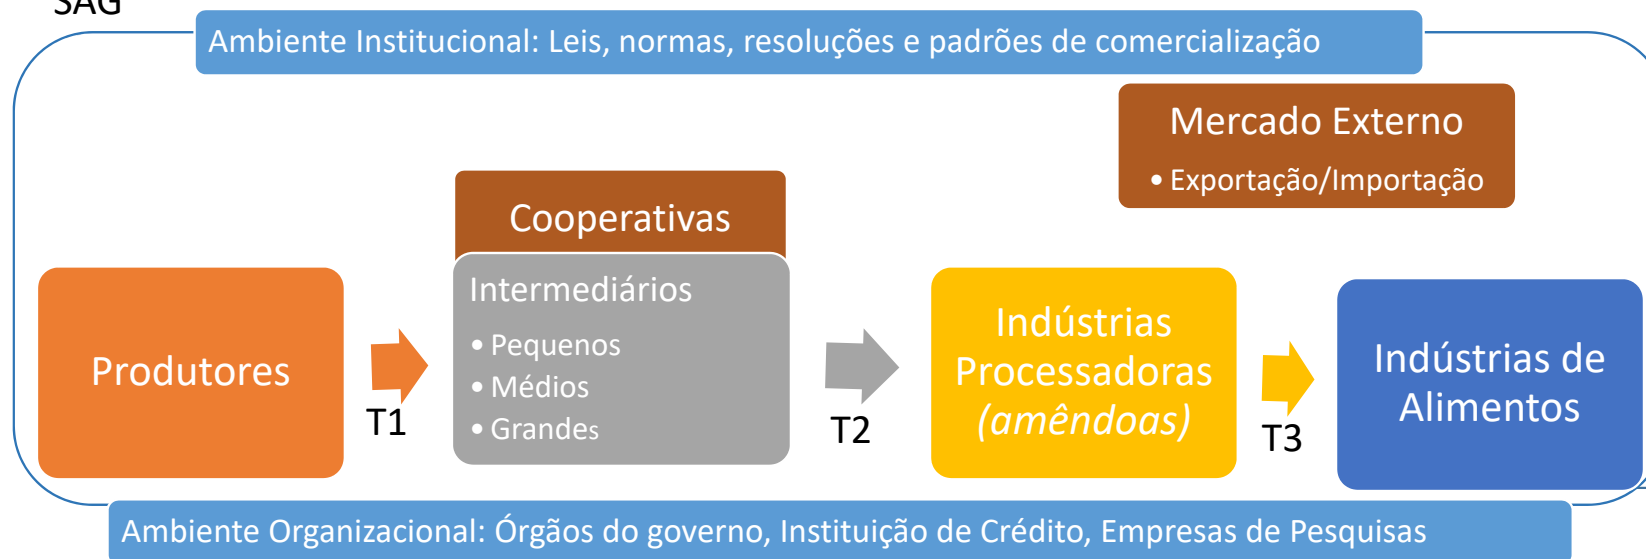 SAG
Ambiente Institucional: Leis, normas, resoluções e padrões de comercialização
Mercado Externo
• Exportação/Importação
Cooperativas
Intermediários
• Pequenos
• Médios
• Grandes
Produtores
T1
T2
Indústrias
Processadoras
(amêndoas)
T3
Indústrias de
Alimentos
Ambiente Organizacional: Órgãos do governo, Instituição de Crédito, Empresas de Pesquisas